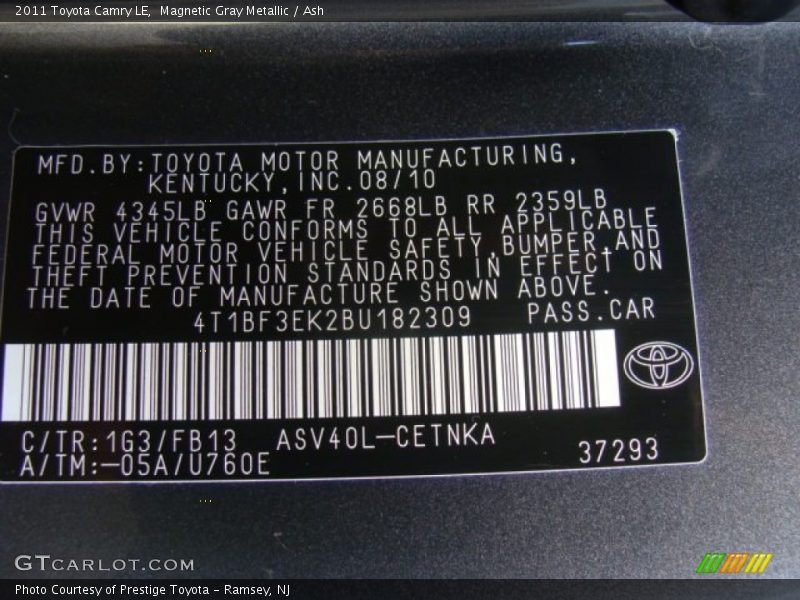 2011 Toyota Camry LE,  Magnetic Gray Metallic / Ash
MFD.BY:TOYOTA MOTOR MANUFACTURING,
KENTUCKY,INC.08/10
GVWR 4345LB GAWR FR 2668LB RR 2359LB
THIS VEHICLE CONFORMS TO ALL APPLICABLE
FEDERAL MOTOR VEHICLE SAFETY,BUMPER,AND
THEFT PREVENTION STANDARDS IN EFFECT ON
THE DATE OF MANUFACTURE SHOWN ABOVE.
4T1BF3EK2BU182309 PASS.CAR
C/TR:1G3/FB13 ASV40L-CETNKA
A/TM:-05A/U760E 37293
GTCARLOT.COM
Photo Courtesy of Prestige Toyota - Ramsey, NJ